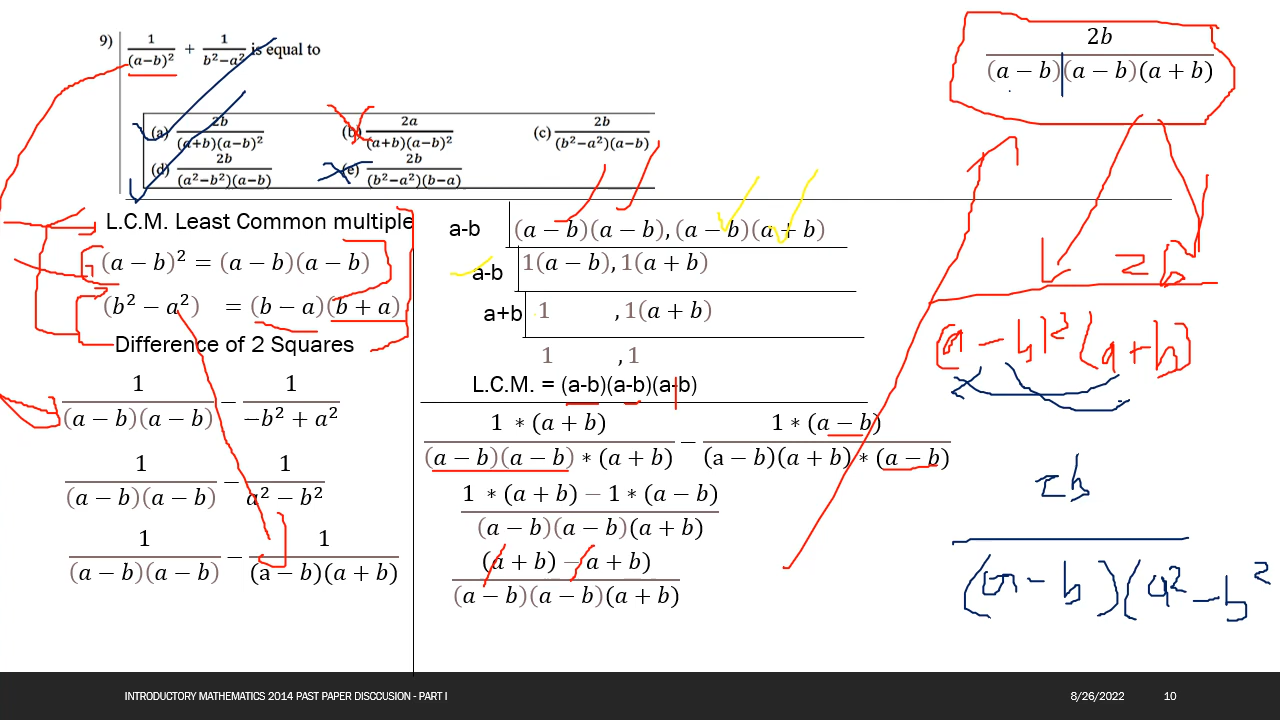 9) 1/(a−b)² + 1/(b²−a²) is equal to
(a) 2b/((a+b)(a−b)²) (b) 2a/((a+b)(a−b)²) (c) 2b/((b²−a²)(a−b))
(d) 2b/((a²−b²)(a−b)) (e) 2b/((b²−a²)(b−a))
L.C.M. Least Common multiple
(a − b)² = (a − b)(a − b)
(b² − a²) = (b − a)(b + a)
Difference of 2 Squares
1/((a − b)(a − b)) − 1/(−b² + a²)
1/((a − b)(a − b)) − 1/(a² − b²)
1/((a − b)(a − b)) − 1/((a − b)(a + b))
a-b (a − b)(a − b), (a − b)(a + b)
a-b 1(a − b), 1(a + b)
a+b 1 , 1(a + b)
1 , 1
L.C.M. = (a-b)(a-b)(a+b)
1 * (a + b)/((a − b)(a − b) * (a + b)) − 1 * (a − b)/((a − b)(a + b) * (a − b))
1 * (a + b) − 1 * (a − b)/((a − b)(a − b)(a + b))
(a + b) − a + b)/((a − b)(a − b)(a + b))
2b/((a − b)(a − b)(a + b))
2b
(a − b)² (a + b)
2b
(a − b)(a² − b²
INTRODUCTORY MATHEMATICS 2014 PAST PAPER DISCCUSION - PART I
8/26/2022
10